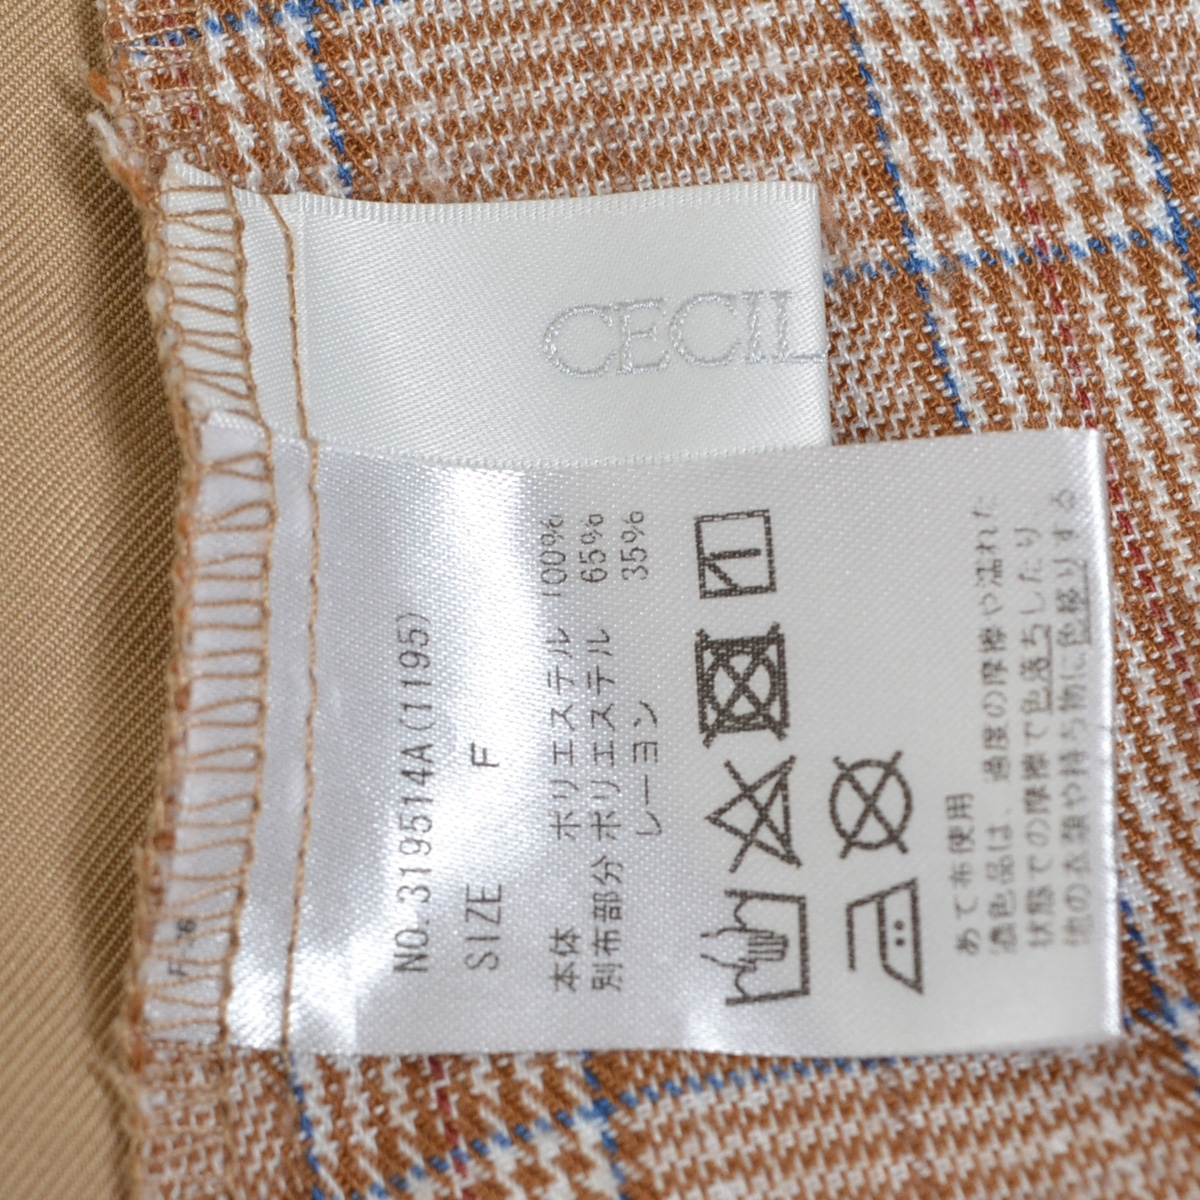 CECIL
NO.319514A(1195)
SIZE F
本体 ポリエステル 100%
別布部分 ポリエステル 65%
レーヨン 35%
あて布使用
濃色品は、過度の摩擦や濡れた
状態での摩擦で色落ちしたり
他の衣類や持ち物に色移りする